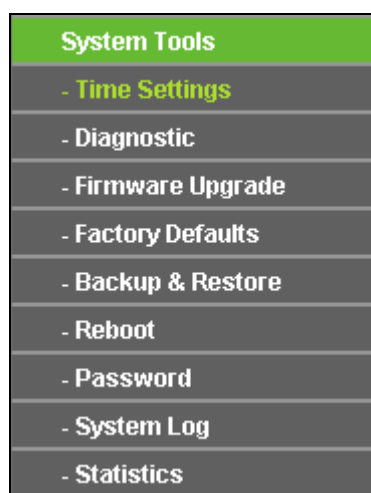 System Tools
- Time Settings
- Diagnostic
- Firmware Upgrade
- Factory Defaults
- Backup & Restore
- Reboot
- Password
- System Log
- Statistics